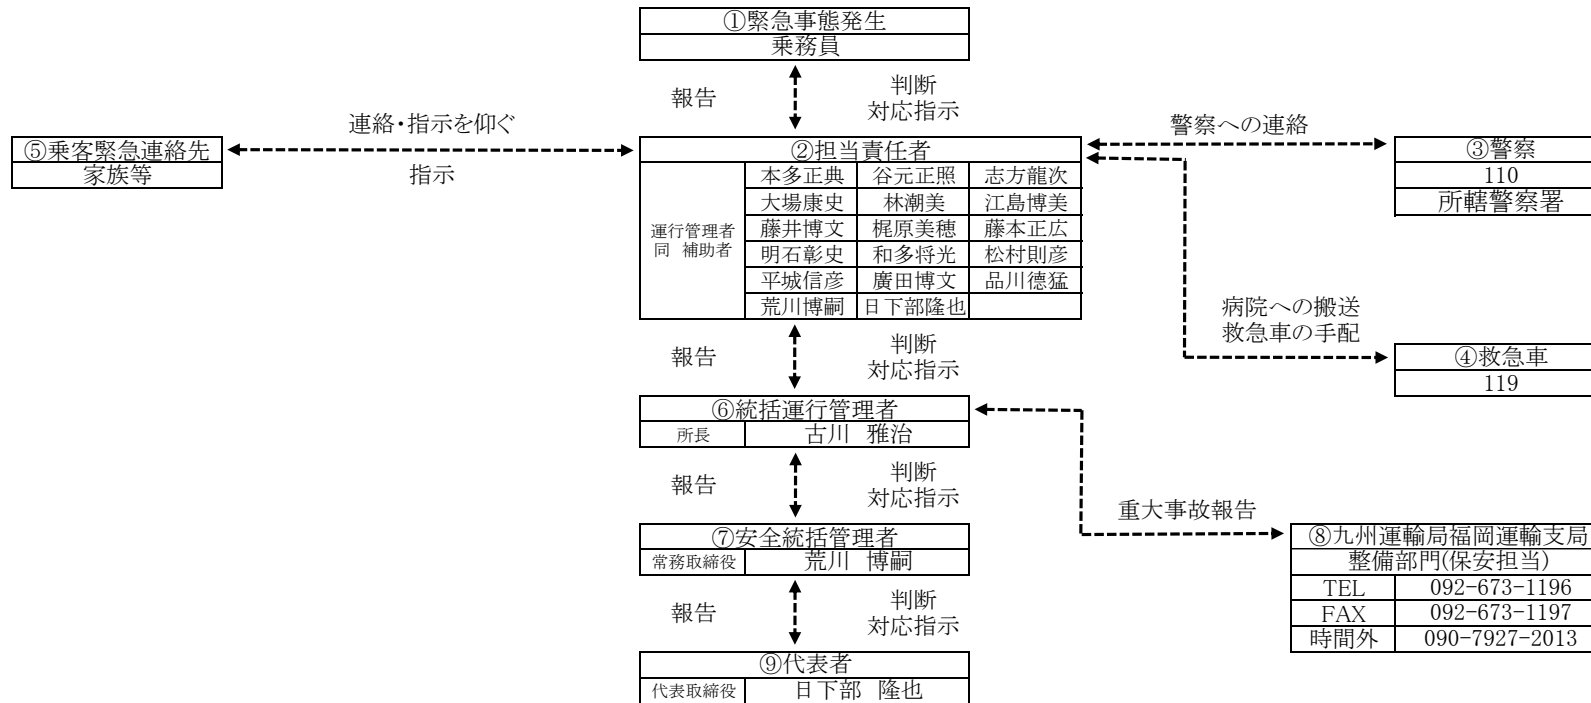 ①緊急事態発生
乗務員
報告
判断
対応指示
連絡・指示を仰ぐ
指示
警察への連絡
⑤乗客緊急連絡先
家族等
②担当責任者
運行管理者
同 補助者
本多正典 谷元正照 志方龍次
大場康史 林潮美 江島博美
藤井博文 梶原美穂 藤本正広
明石彰史 和多将光 松村則彦
平城信彦 廣田博文 品川德猛
荒川博嗣 日下部隆也
③警察
110
所轄警察署
病院への搬送
救急車の手配
④救急車
119
報告
判断
対応指示
⑥統括運行管理者
所長 古川 雅治
報告
判断
対応指示
重大事故報告
⑦安全統括管理者
常務取締役 荒川 博嗣
⑧九州運輸局福岡運輸支局
整備部門(保安担当)
TEL 092-673-1196
FAX 092-673-1197
時間外 090-7927-2013
報告
判断
対応指示
⑨代表者
代表取締役 日下部 隆也